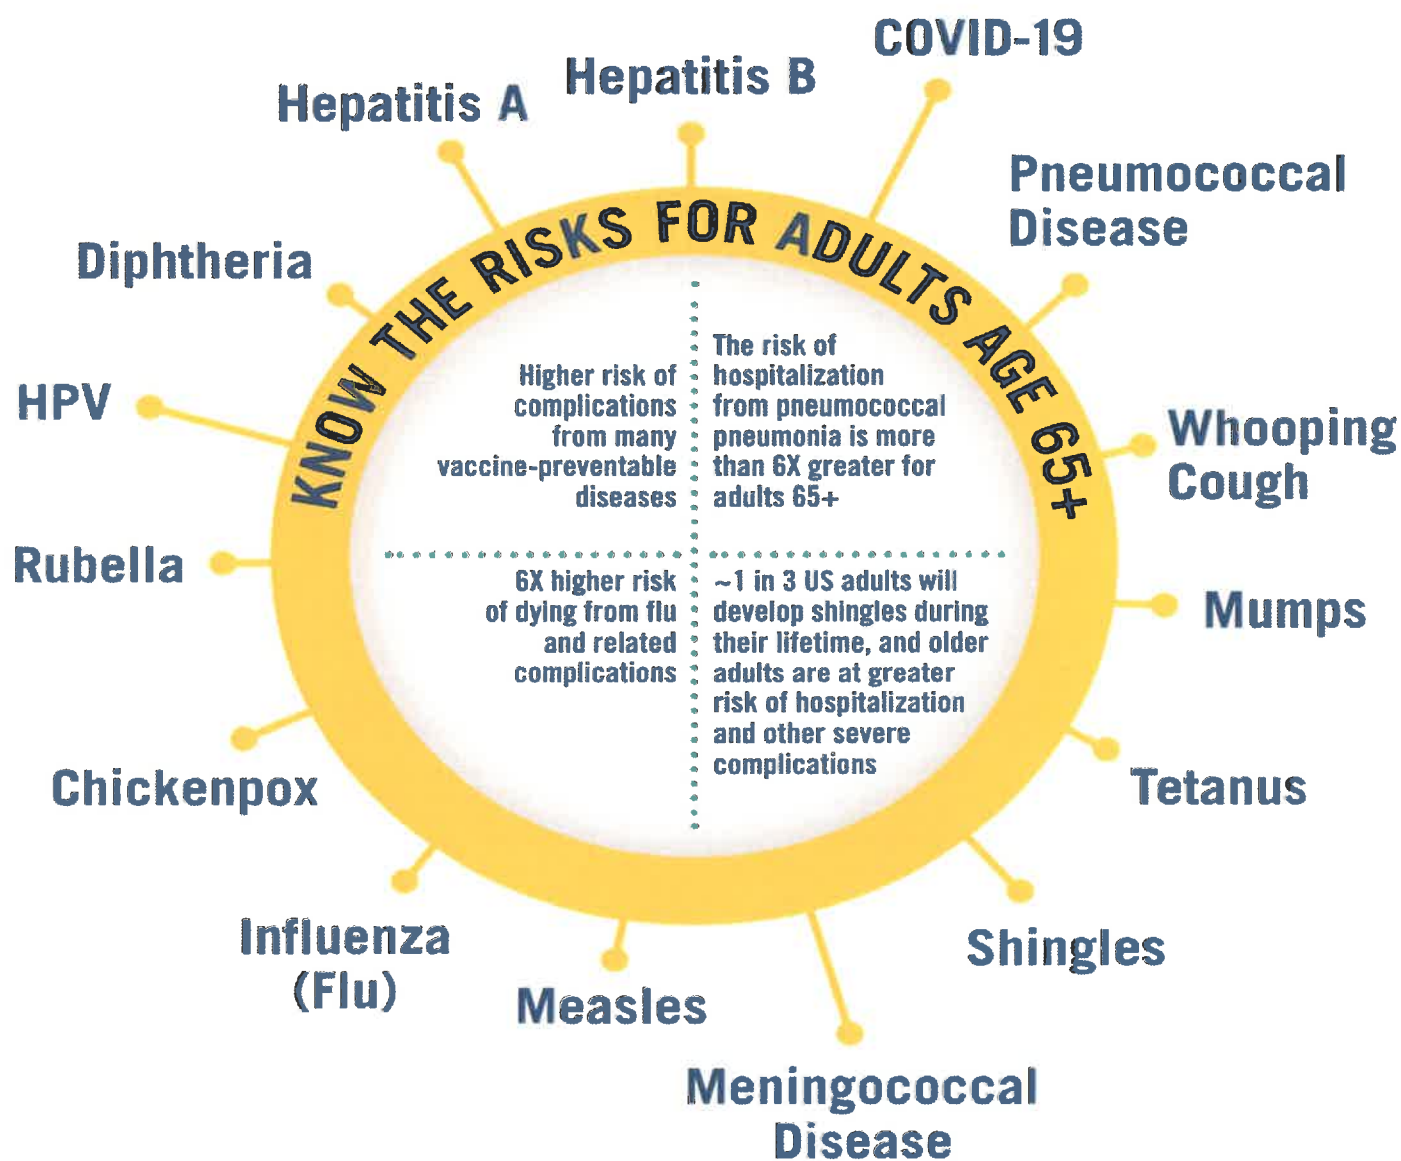 COVID-19
Hepatitis B
Hepatitis A
Pneumococcal
Disease
Diphtheria
HPV
Whooping
Cough
Rubella
Mumps
Chickenpox
Tetanus
Influenza
(Flu)
Shingles
Measles
Meningococcal
Disease
KNOW THE RISKS FOR ADULTS AGE 65+
Higher risk of
complications
from many
vaccine-preventable
diseases
The risk of
hospitalization
from pneumococcal
pneumonia is more
than 6X greater for
adults 65+
6X higher risk
of dying from flu
and related
complications
~1 in 3 US adults will
develop shingles during
their lifetime, and older
adults are at greater
risk of hospitalization
and other severe
complications